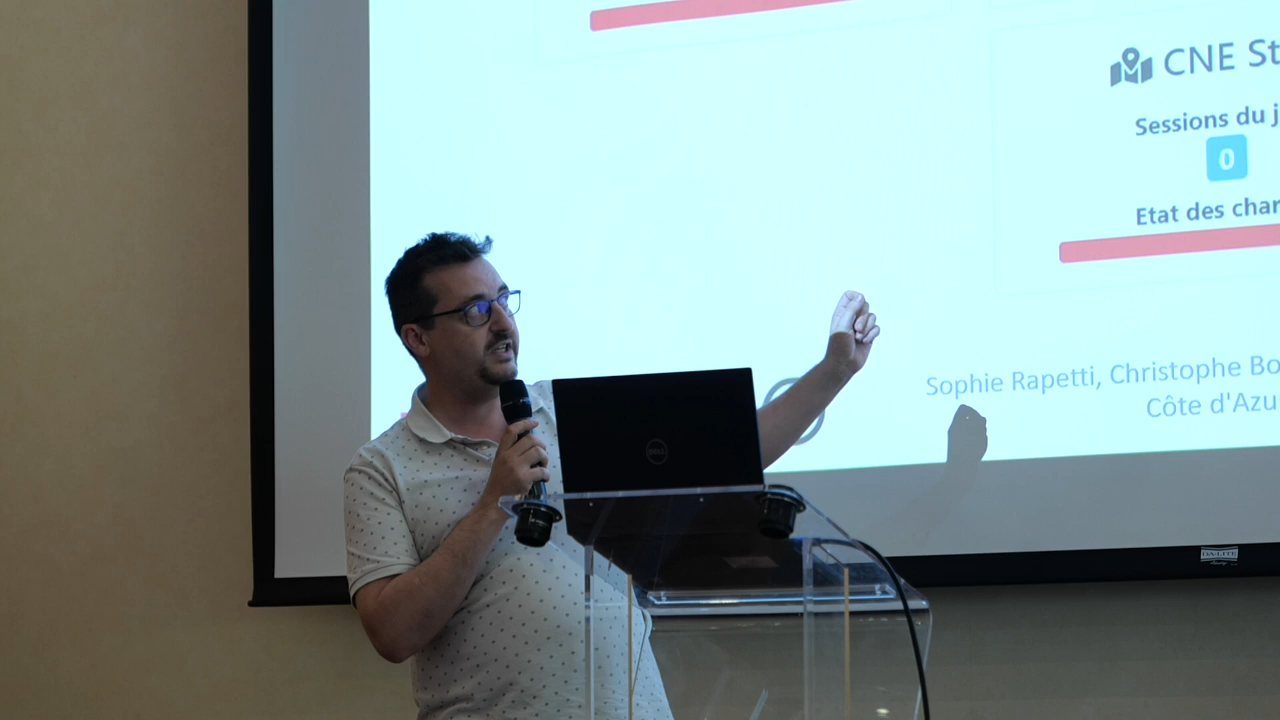 CNE St
Sessions du j
0
Etat des char
Sophie Rapetti, Christophe Bo
Côte d'Azu
DELL
DA-LITE